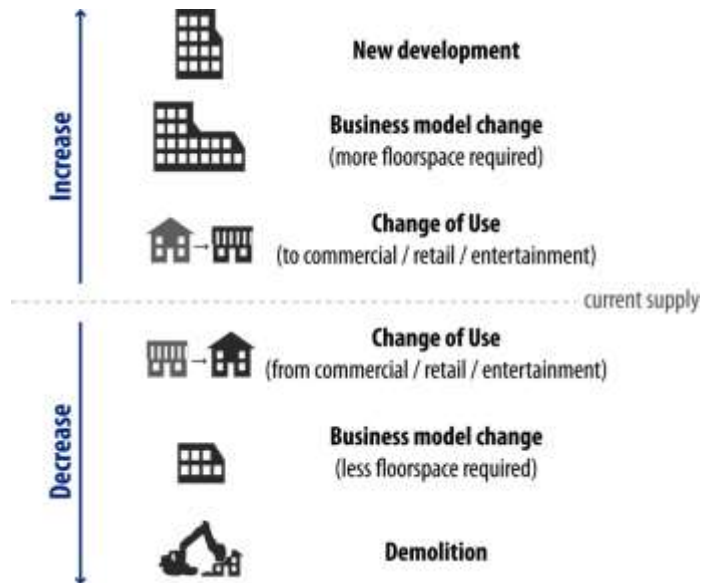 New development
Business model change
(more floorspace required)
Increase
Change of Use
(to commercial / retail / entertainment)
current supply
Change of Use
(from commercial / retail / entertainment)
Decrease
Business model change
(less floorspace required)
Demolition